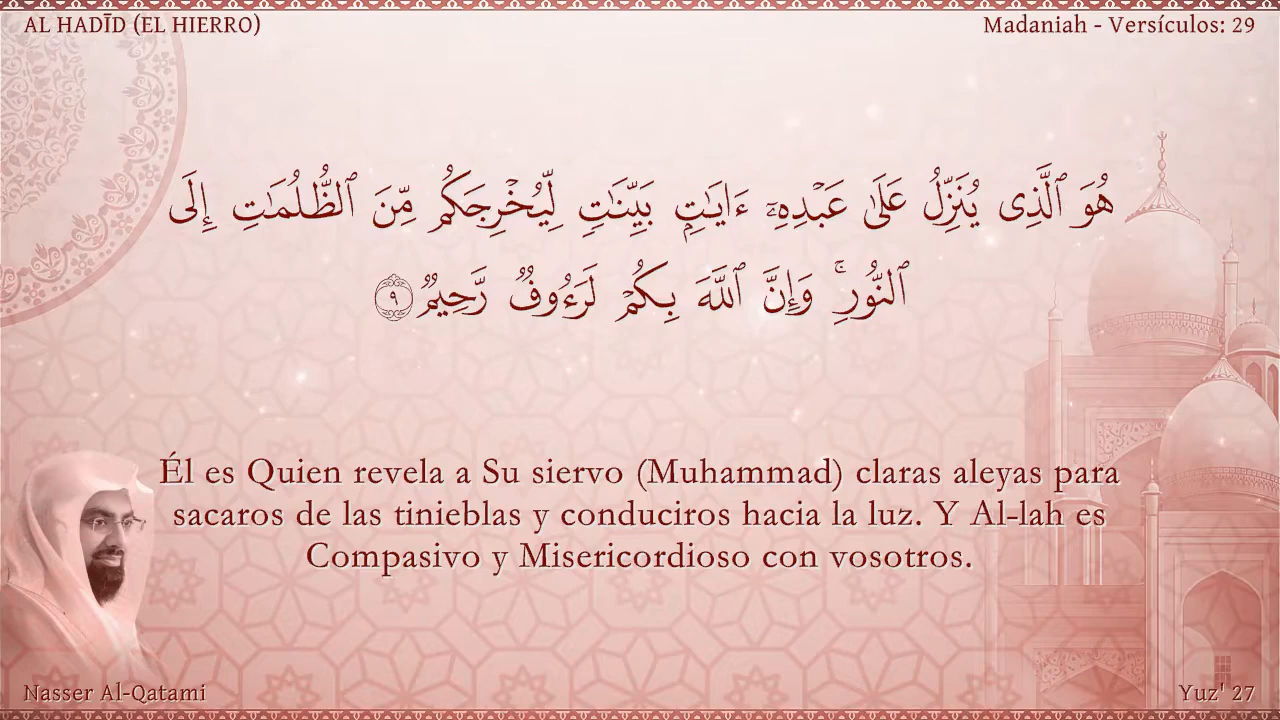 AL HADĪD (EL HIERRO)
Madaniah - Versículos: 29
هُوَ ٱلَّذِى يُنَزِّلُ عَلَىٰ عَبْدِهِۦٓ ءَايَـٰتٍۭ بَيِّنَـٰتٍ لِّيُخْرِجَكُم مِّنَ ٱلظُّلُمَـٰتِ إِلَى
ٱلنُّورِ ۚ وَإِنَّ ٱللَّهَ بِكُمْ لَرَءُوفٌ رَّحِيمٌ ٩
Él es Quien revela a Su siervo (Muhammad) claras aleyas para
sacaros de las tinieblas y conduciros hacia la luz. Y Al-lah es
Compasivo y Misericordioso con vosotros.
Nasser Al-Qatami
Yuz' 27